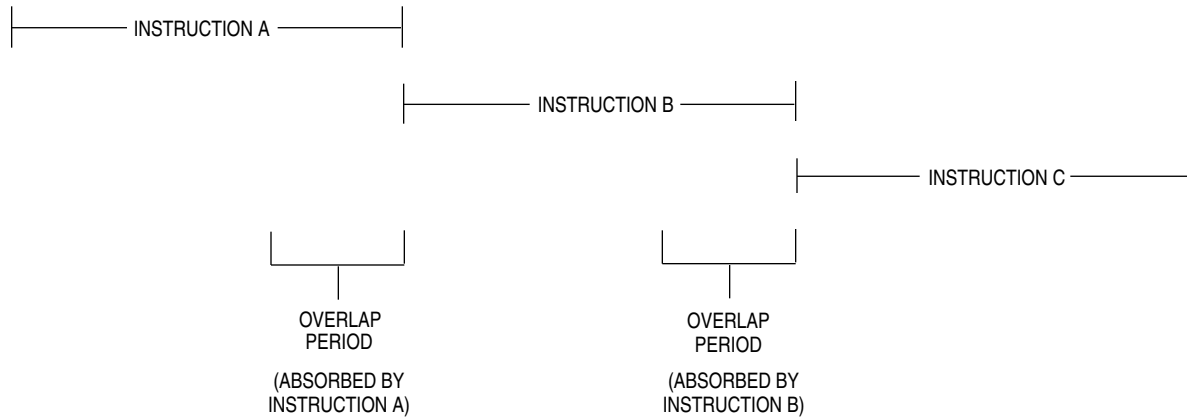 INSTRUCTION A
INSTRUCTION B
INSTRUCTION C
OVERLAP
PERIOD
(ABSORBED BY
INSTRUCTION A)
OVERLAP
PERIOD
(ABSORBED BY
INSTRUCTION B)